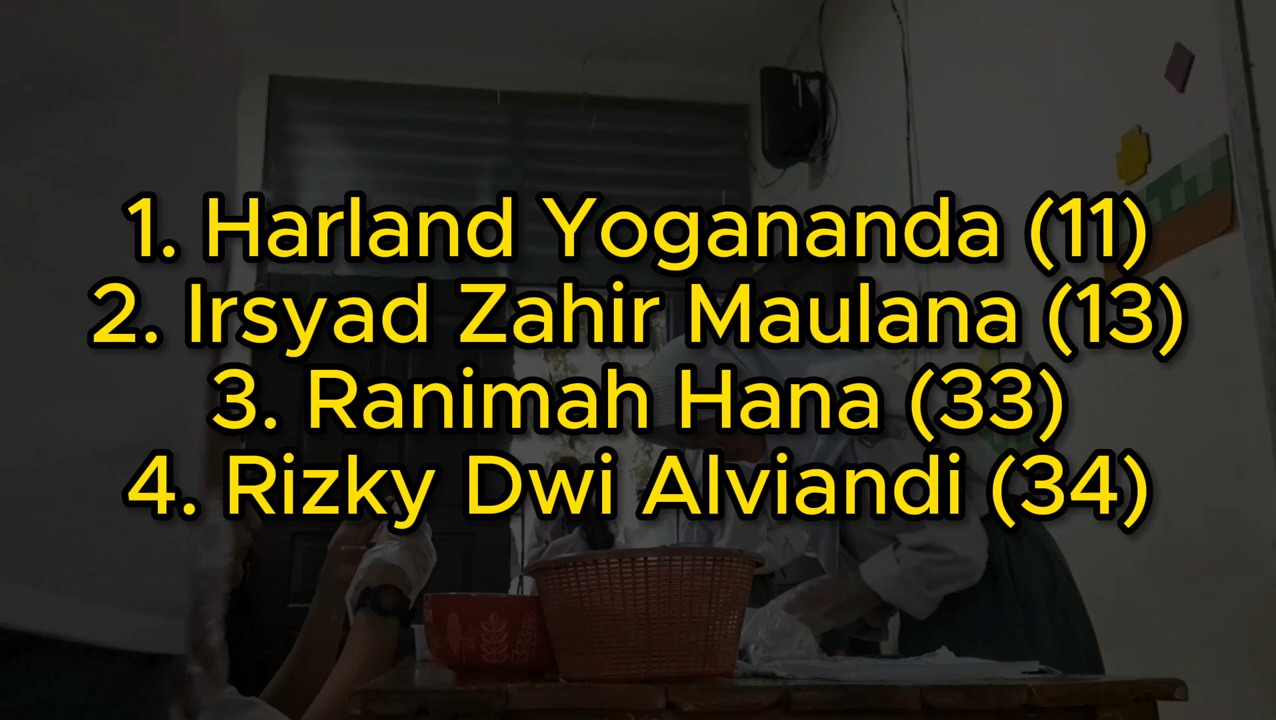 1. Harland Yogananda (11)
2. Irsyad Zahir Maulana (13)
3. Ranimah Hana (33)
4. Rizky Dwi Alviandi (34)